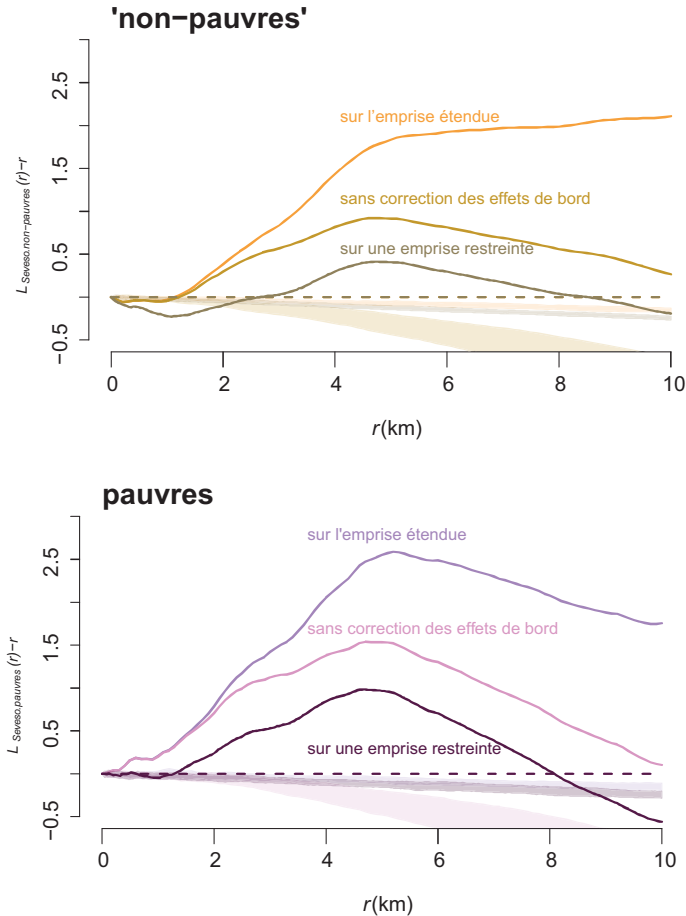 'non−pauvres'
sur l'emprise étendue
sans correction des effets de bord
sur une emprise restreinte
L Seveso,non−pauvres (r)−r
2.5
1.5
0.5
−0.5
0 2 4 6 8 10
r(km)
pauvres
sur l'emprise étendue
sans correction des effets de bord
sur une emprise restreinte
L Seveso,pauvres (r)−r
2.5
1.5
0.5
−0.5
0 2 4 6 8 10
r(km)